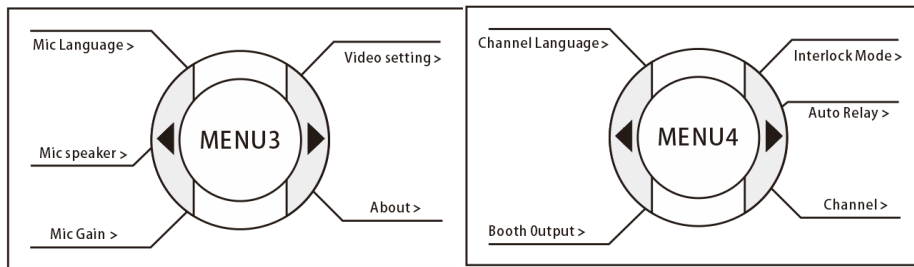 Mic Language >
Video setting >
MENU3
Mic speaker >
About >
Mic Gain >
Channel Language>
Interlock Mode>
Auto Relay >
MENU4
Channel >
Booth Output >